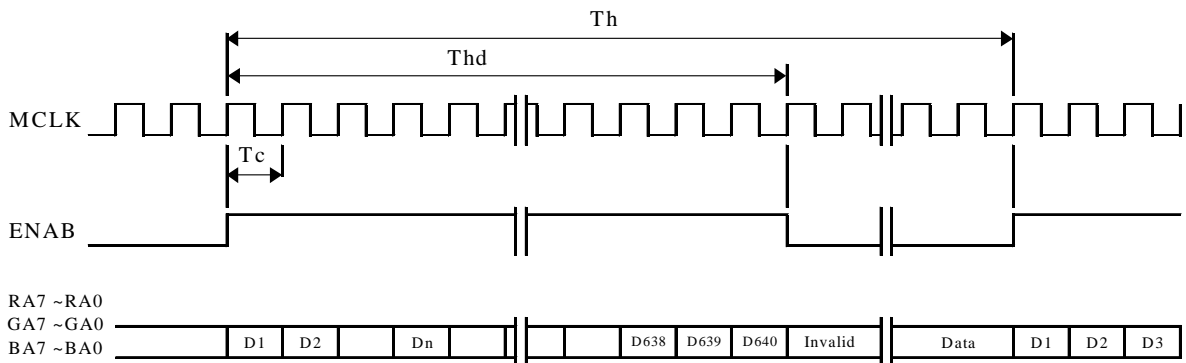 Th
Thd
MCLK
Tc
ENAB
RA7 ~RA0
GA7 ~GA0
BA7 ~BA0
D1 D2 Dn D638 D639 D640 Invalid Data D1 D2 D3